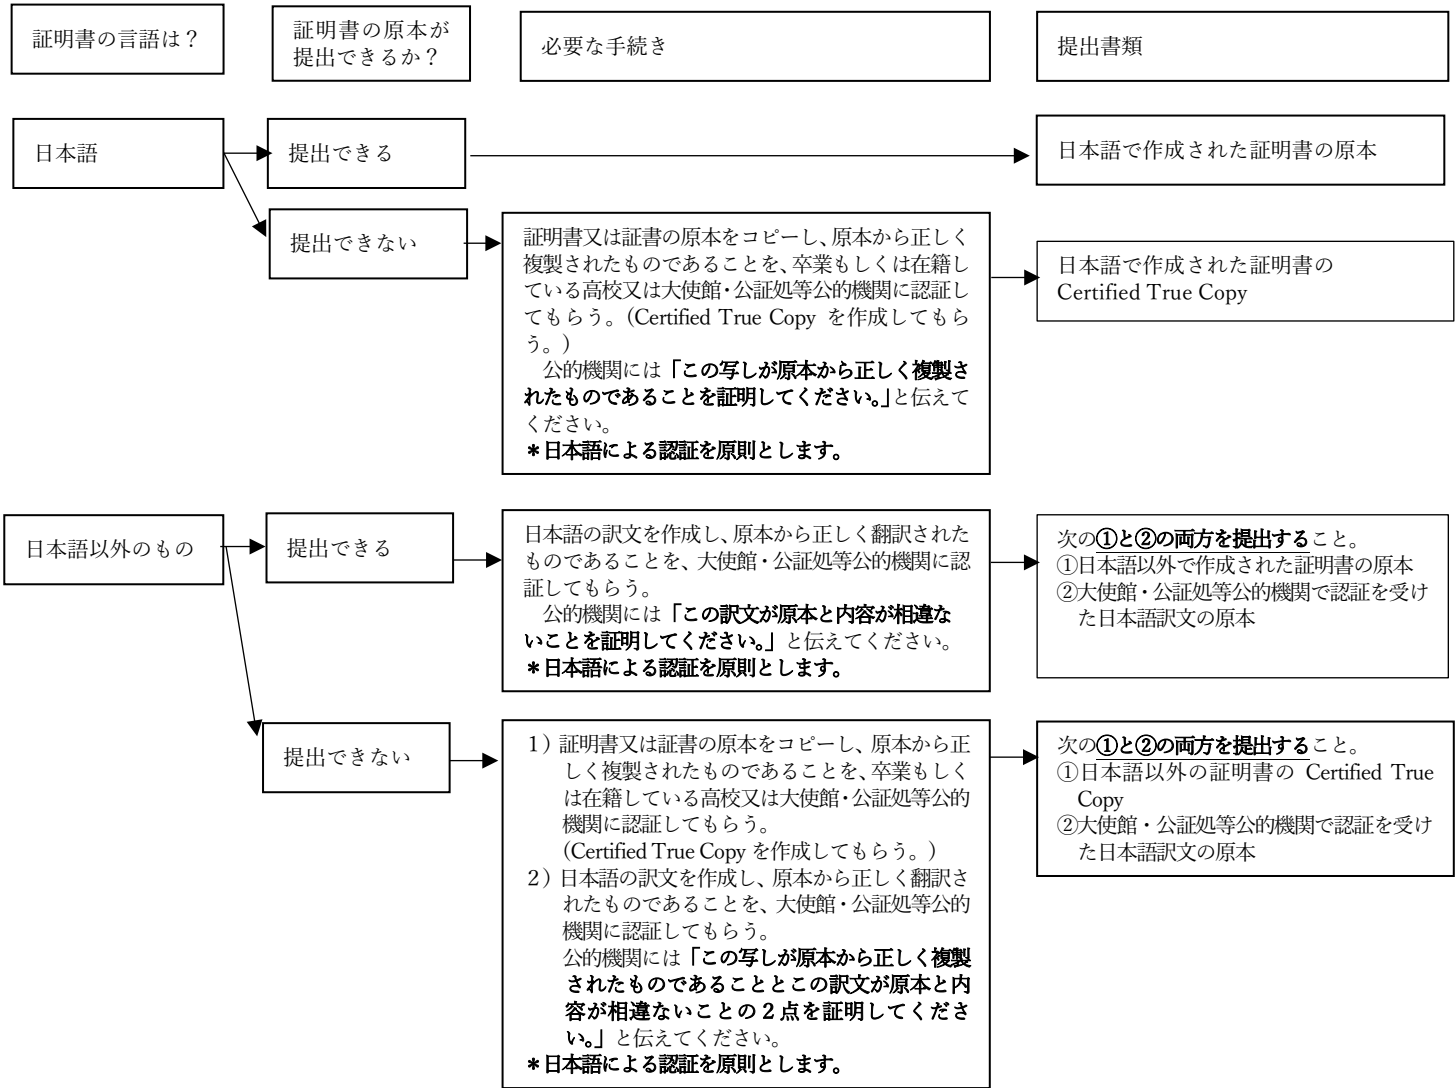 証明書の言語は？
証明書の原本が
提出できるか？
必要な手続き
提出書類
日本語
提出できる
日本語で作成された証明書の原本
提出できない
証明書又は証書の原本をコピーし、原本から正しく
複製されたものであることを、卒業もしくは在籍し
ている高校又は大使館・公証処等公的機関に認証し
てもらう。（Certified True Copy を作成してもら
う。）
公的機関には「この写しが原本から正しく複製さ
れたものであることを証明してください。」と伝えて
ください。
＊日本語による認証を原則とします。
日本語で作成された証明書の
Certified True Copy
日本語以外のもの
提出できる
日本語の訳文を作成し、原本から正しく翻訳された
ものであることを、大使館・公証処等公的機関に認
証してもらう。
公的機関には「この訳文が原本と内容が相違な
いことを証明してください。」と伝えてください。
＊日本語による認証を原則とします。
次の①と②の両方を提出すること。
①日本語以外で作成された証明書の原本
②大使館・公証処等公的機関で認証を受け
た日本語訳文の原本
提出できない
１）証明書又は証書の原本をコピーし、原本から正
しく複製されたものであることを、卒業もしく
は在籍している高校又は大使館・公証処等公的
機関に認証してもらう。
（Certified True Copy を作成してもらう。）
２）日本語の訳文を作成し、原本から正しく翻訳さ
れたものであることを、大使館・公証処等公的
機関に認証してもらう。
公的機関には「この写しが原本から正しく複製
されたものであることとこの訳文が原本と内
容が相違ないことの２点を証明してくださ
い。」と伝えてください。
＊日本語による認証を原則とします。
次の①と②の両方を提出すること。
①日本語以外の証明書の Certified True
Copy
②大使館・公証処等公的機関で認証を受け
た日本語訳文の原本